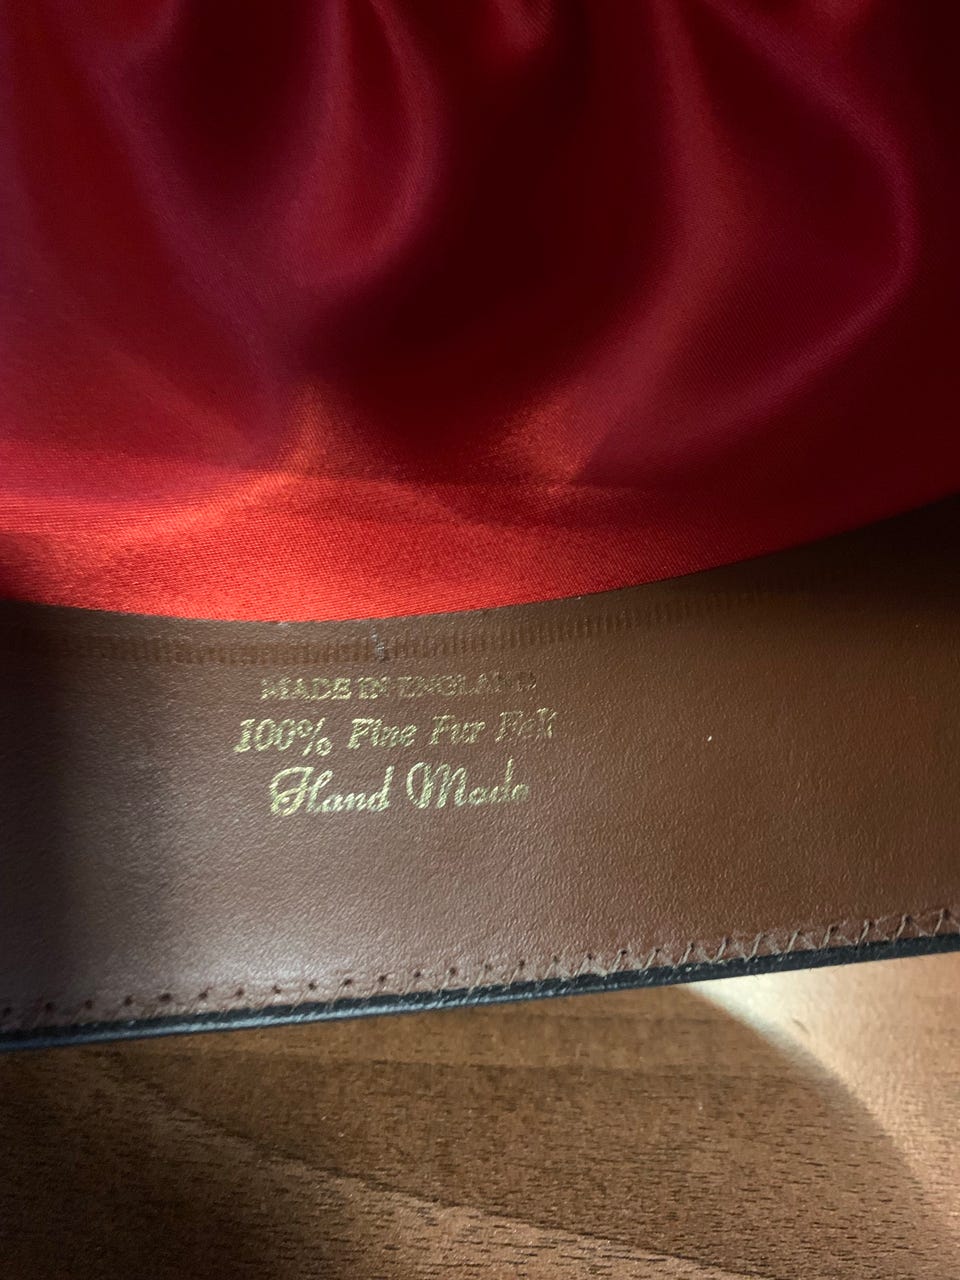 MADE IN ENGLAND
100% Fine Fur Felt
Hand Made